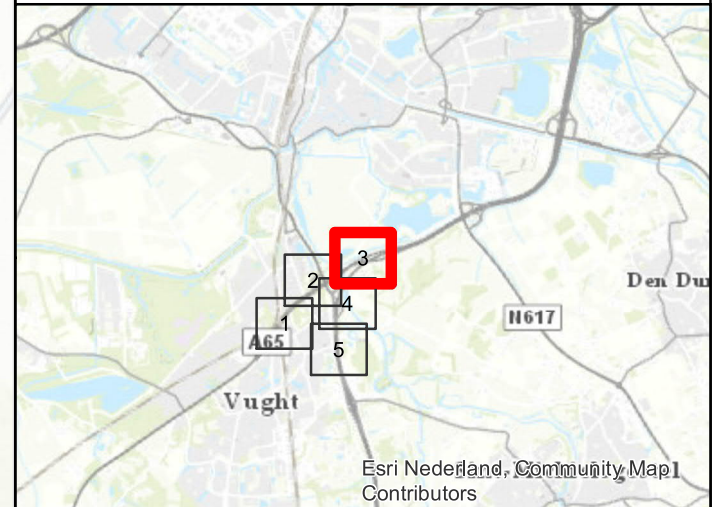 3
2
Den Du
4
N617
1
A65
5
Vught
Esri Nederland, Community Map
Contributors